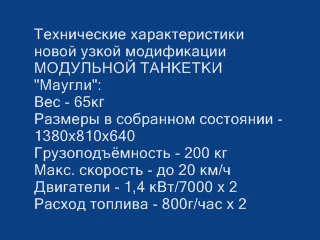 Технические характеристики
новой узкой модификации
МОДУЛЬНОЙ ТАНКЕТКИ
"Маугли":
Вес - 65кг
Размеры в собранном состоянии -
1380х810х640
Грузоподъёмность - 200 кг
Макс. скорость - до 20 км/ч
Двигатели - 1,4 кВт/7000 х 2
Расход топлива - 800г/час х 2